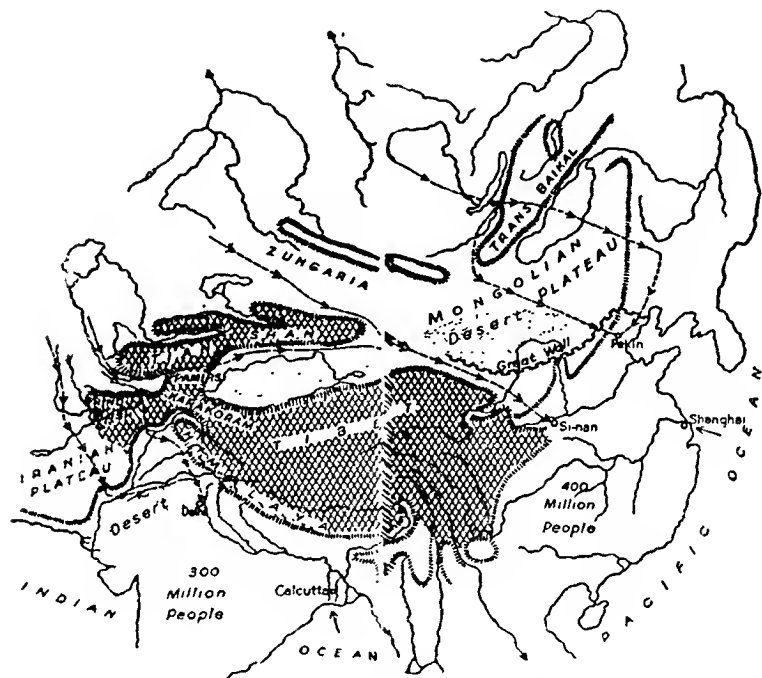 TRANS BAIKAL
ZUNGARIA
MONGOLIAN
PLATEAU
Desert
Great Wall
Pekin
SHAN
TIBET
KARAKORAM
IRANIAN
PLATEAU
Si-nan
Shanghai
Desert
400
Million
People
300
Million
People
Calcutta
INDIAN
OCEAN
PACIFIC OCEAN